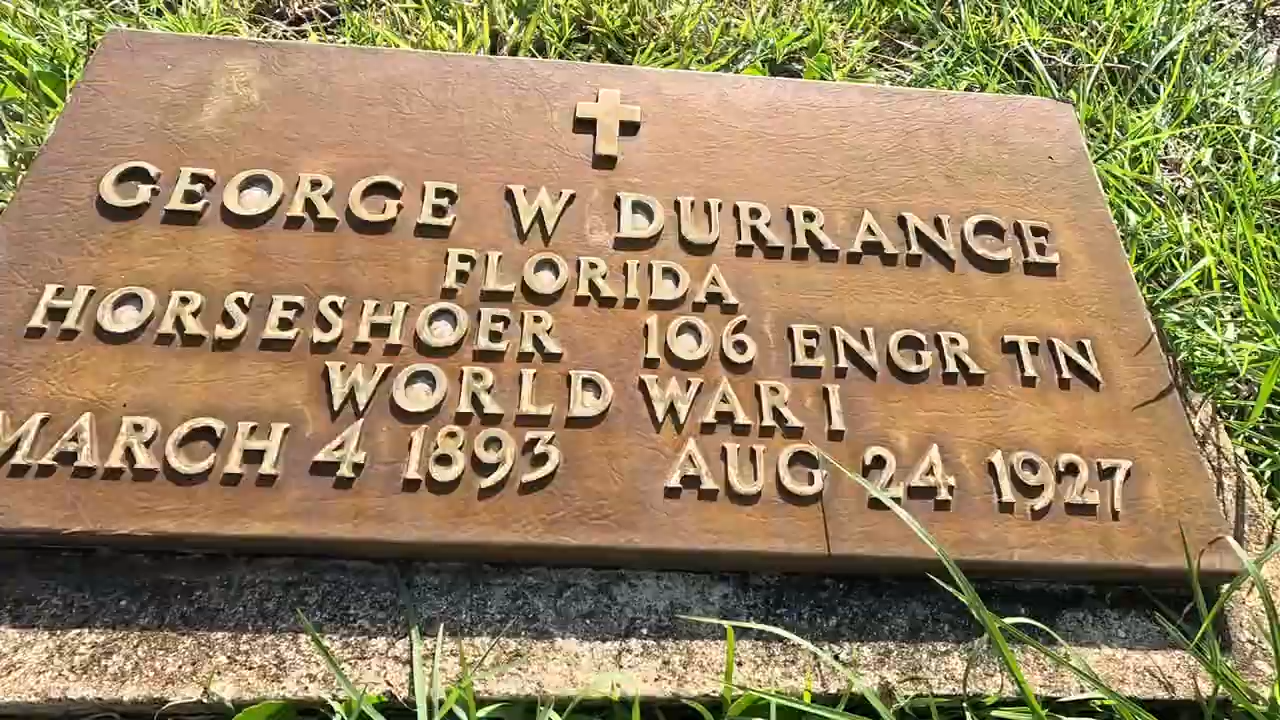 GEORGE W DURRANCE
FLORIDA
HORSESHOER 106 ENGR TN
WORLD WAR I
MARCH 4 1893 AUG 24 1927